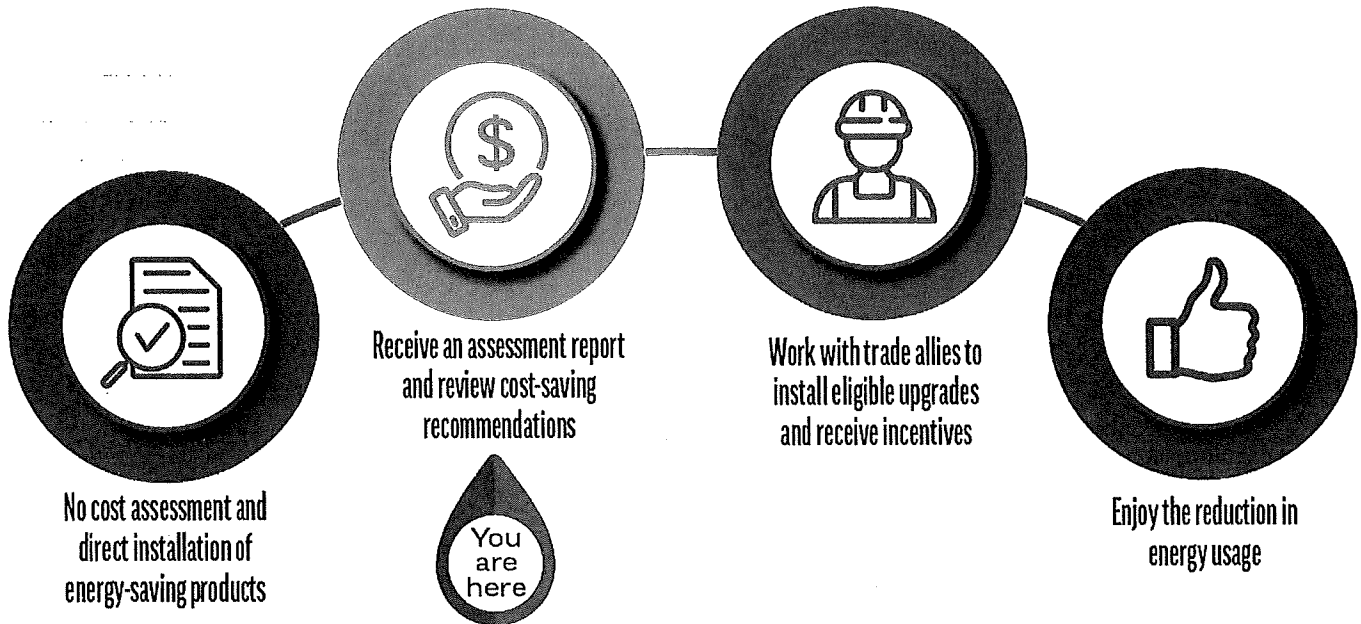 $
Receive an assessment report
and review cost-saving
recommendations
Work with trade allies to
install eligible upgrades
and receive incentives
No cost assessment and
direct installation of
energy-saving products
You
are
here
Enjoy the reduction in
energy usage